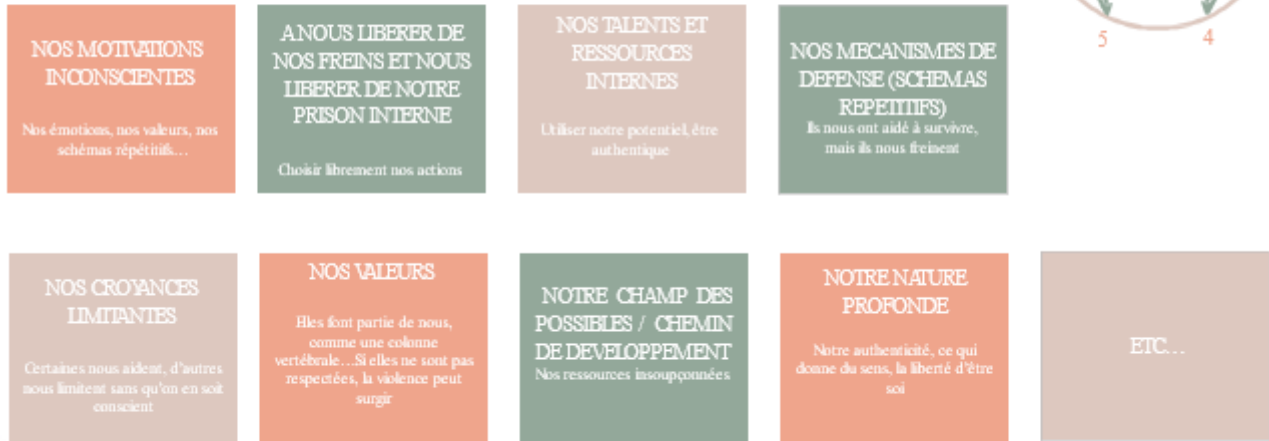 5
4
NOS MOTIVATIONS
INCONSCIENTES
Nos émotions, nos valeurs, nos
schémas répétitifs…
A NOUS LIBERER DE
NOS FREINS ET NOUS
LIBERER DE NOTRE
PRISON INTERNE
Choisir librement nos actions
NOS TALENTS ET
RESSOURCES
INTERNES
Utiliser notre potentiel, être
authentique
NOS MECANISMES DE
DEFENSE (SCHEMAS
REPETITIFS)
Ils nous ont aidé à survivre,
mais ils nous freinent
NOS CROYANCES
LIMITANTES
Certaines nous aident, d'autres
nous limitent sans qu'on en soit
conscient
NOS VALEURS
Elles font partie de nous,
comme une colonne
vertébrale…Si elles ne sont pas
respectées, la violence peut
surgir
NOTRE CHAMP DES
POSSIBLES / CHEMIN
DE DEVELOPPEMENT
Nos ressources insoupçonnées
NOTRE NATURE
PROFONDE
Notre authenticité, ce qui
donne du sens, la liberté d'être
soi
ETC…